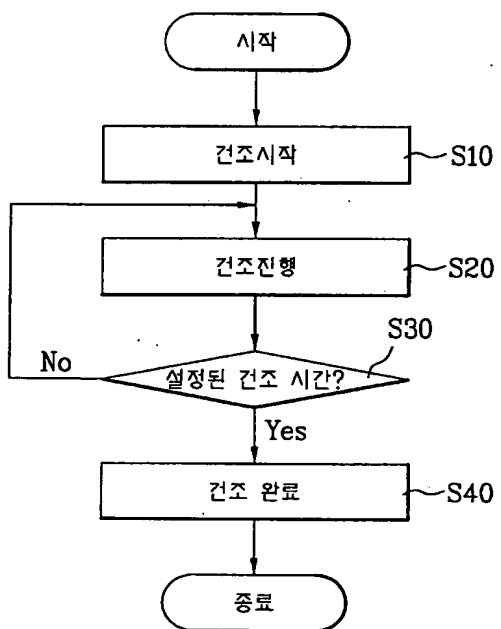 시작
건조시작
S10
건조진행
S20
S30
설정된 건조 시간?
No
Yes
건조 완료
S40
종료